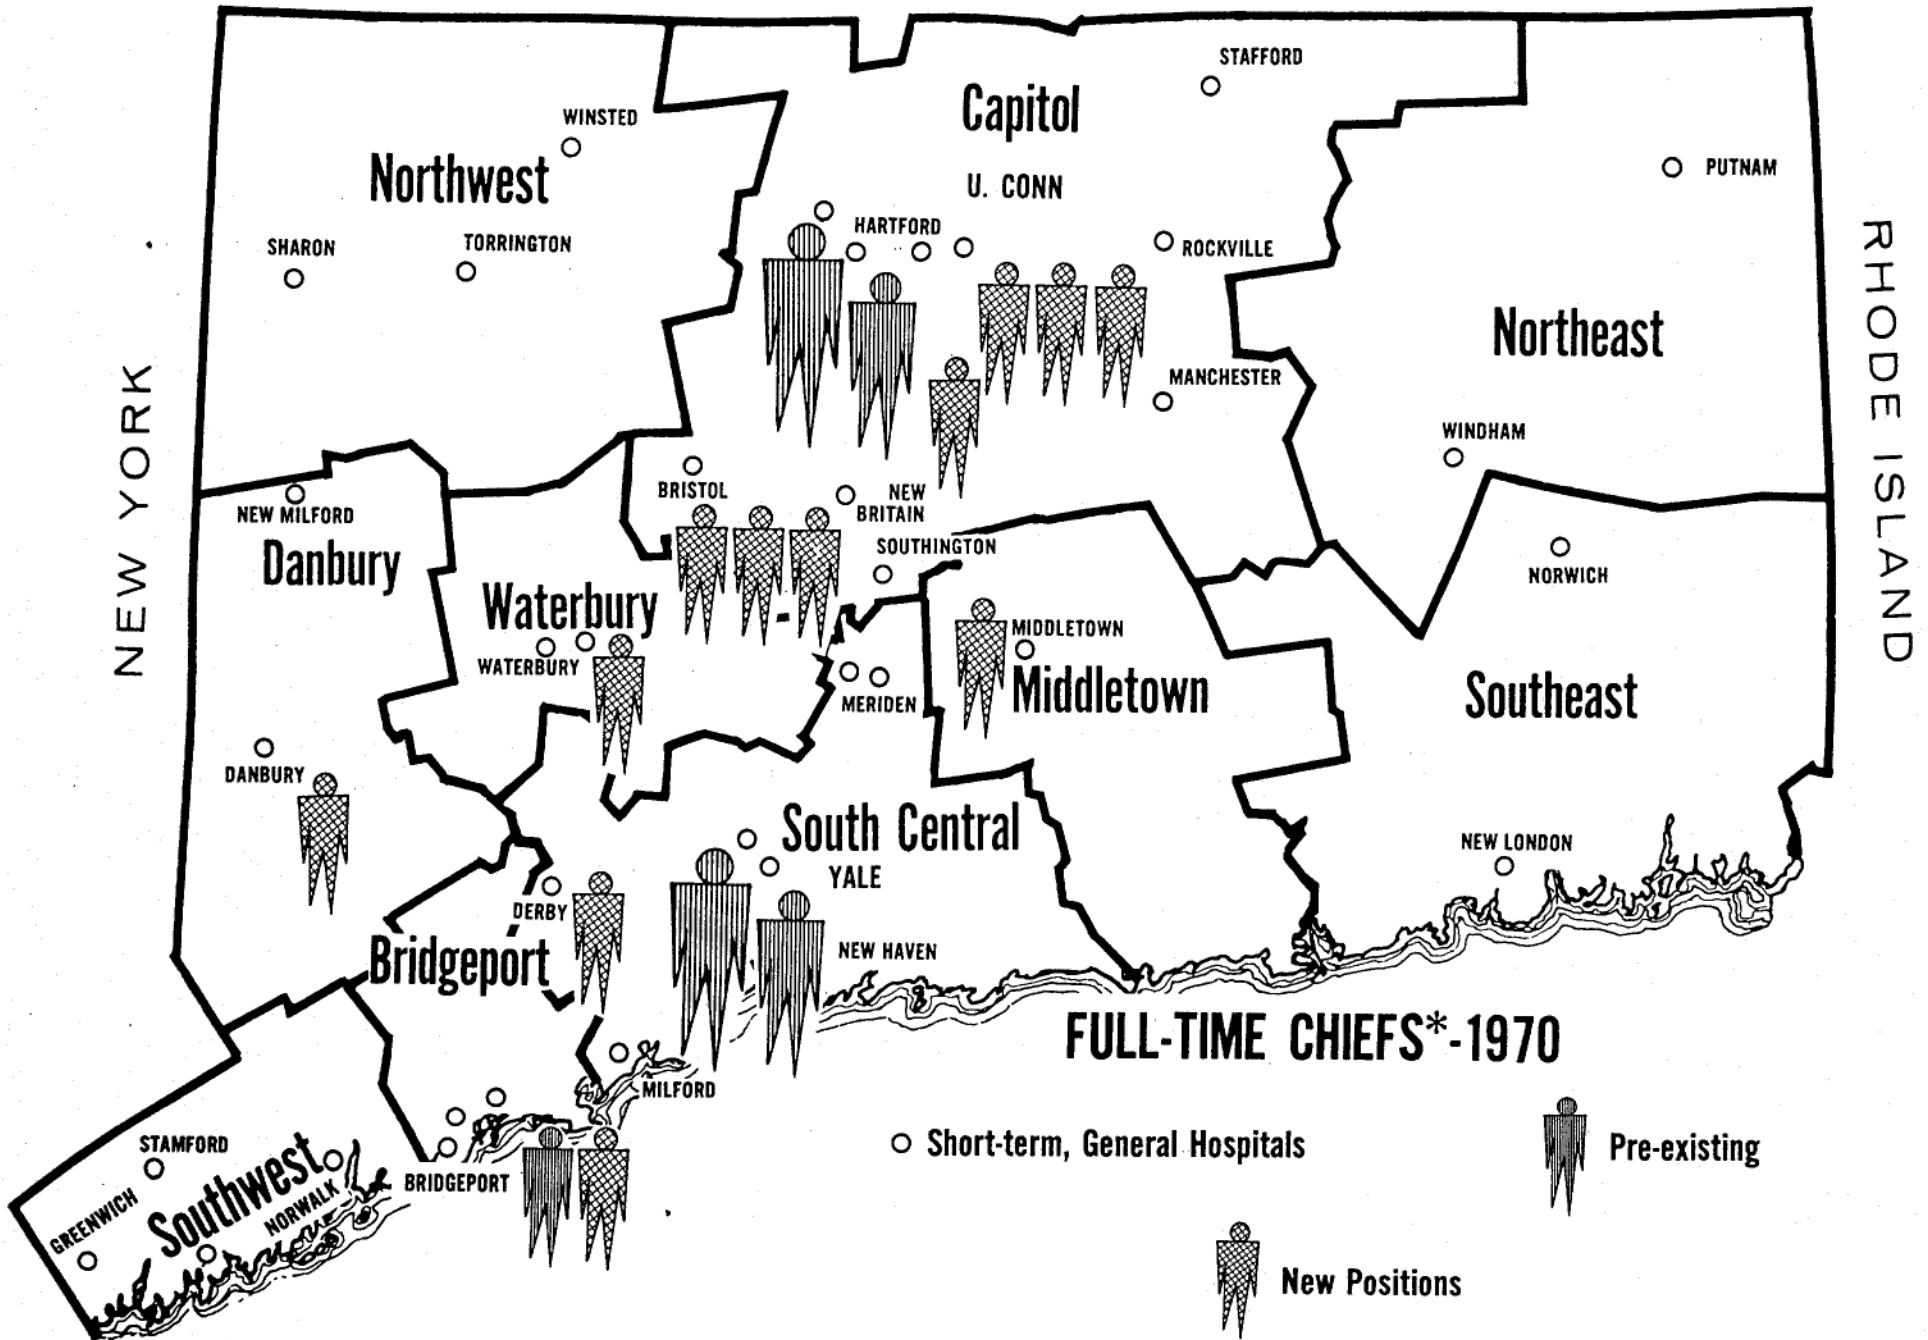 STAFFORD
Capitol
WINSTED
Northwest
U. CONN
PUTNAM
HARTFORD
SHARON
TORRINGTON
ROCKVILLE
RHODE ISLAND
Northeast
NEW YORK
MANCHESTER
WINDHAM
BRISTOL
NEW
BRITAIN
NEW MILFORD
Danbury
SOUTHINGTON
NORWICH
Waterbury
MIDDLETOWN
WATERBURY
Middletown
MERIDEN
Southeast
DANBURY
South Central
YALE
NEW LONDON
DERBY
Bridgeport
NEW HAVEN
FULL-TIME CHIEFS*-1970
MILFORD
STAMFORD
Short-term, General Hospitals
Pre-existing
BRIDGEPORT
Southwest
NORWALK
GREENWICH
New Positions